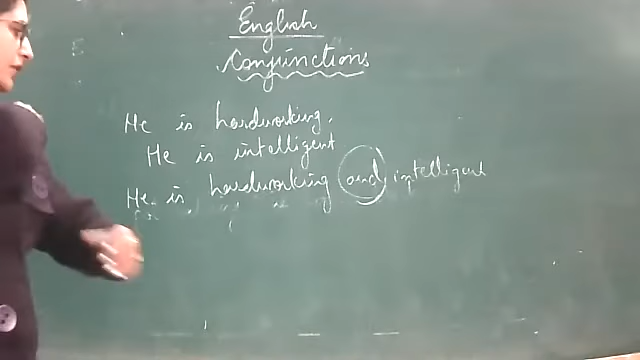 English
Conjunctions
He is hardworking.
He is intelligent
He is hardworking and intelligent